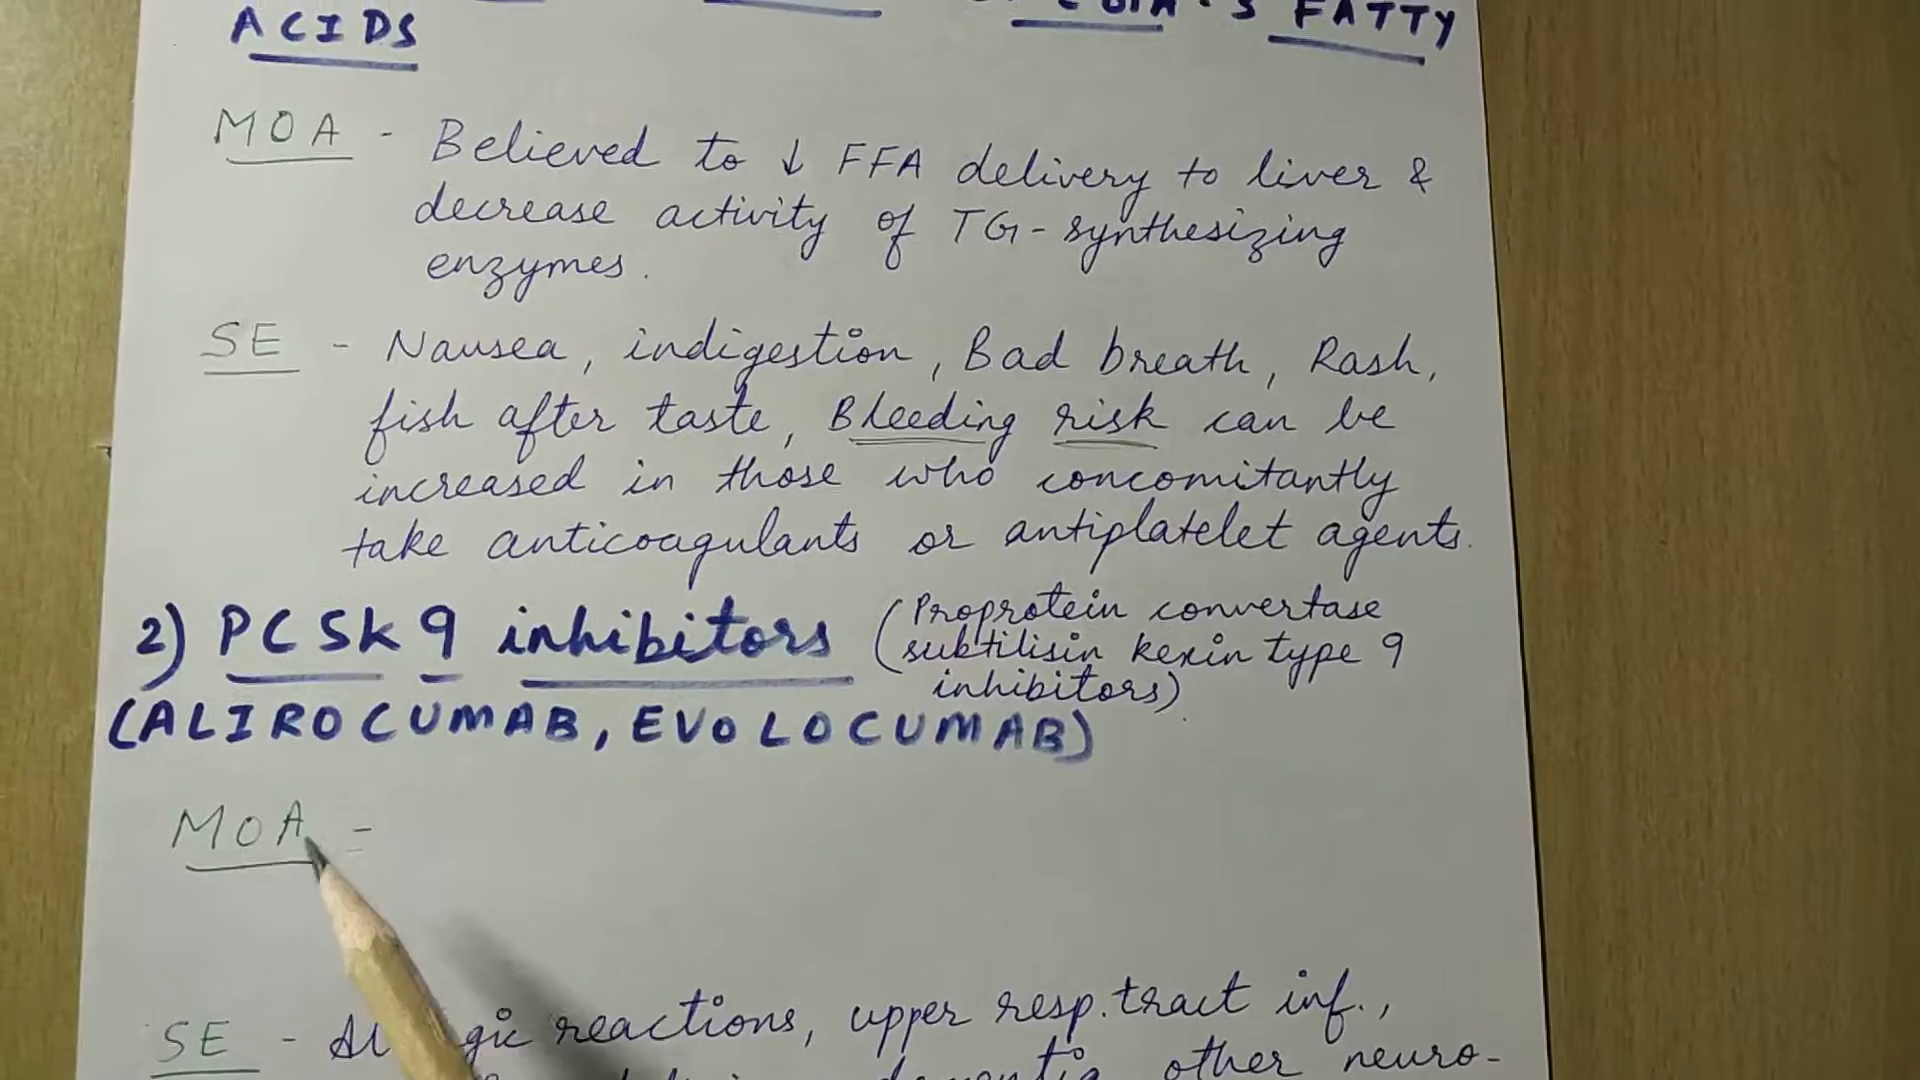 FATTY
ACIDS
MOA - Believed to ↓ FFA delivery to liver &
decrease activity of TG-synthesizing
enzymes.
SE - Nausea, indigestion, Bad breath, Rash,
fish after taste, Bleeding risk can be
increased in those who concomitantly
take anticoagulants or antiplatelet agents.
2) PCSK9 inhibitors (Proprotein convertase
subtilisin kexin type 9
inhibitors)
(ALIROCUMAB, EVOLOCUMAB)
MOA -
SE - reactions, upper resp. tract inf.,
dementia other neuro-